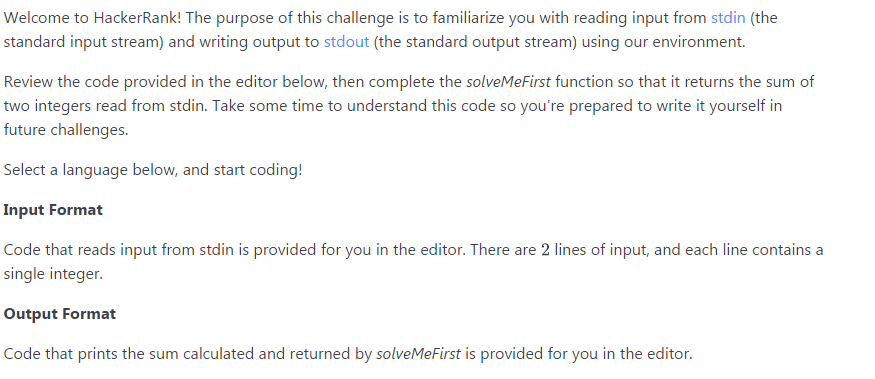 Welcome to HackerRank! The purpose of this challenge is to familiarize you with reading input from stdin (the
standard input stream) and writing output to stdout (the standard output stream) using our environment.
Review the code provided in the editor below, then complete the solveMeFirst function so that it returns the sum of
two integers read from stdin. Take some time to understand this code so you're prepared to write it yourself in
future challenges.
Select a language below, and start coding!
Input Format
Code that reads input from stdin is provided for you in the editor. There are 2 lines of input, and each line contains a
single integer.
Output Format
Code that prints the sum calculated and returned by solveMeFirst is provided for you in the editor.